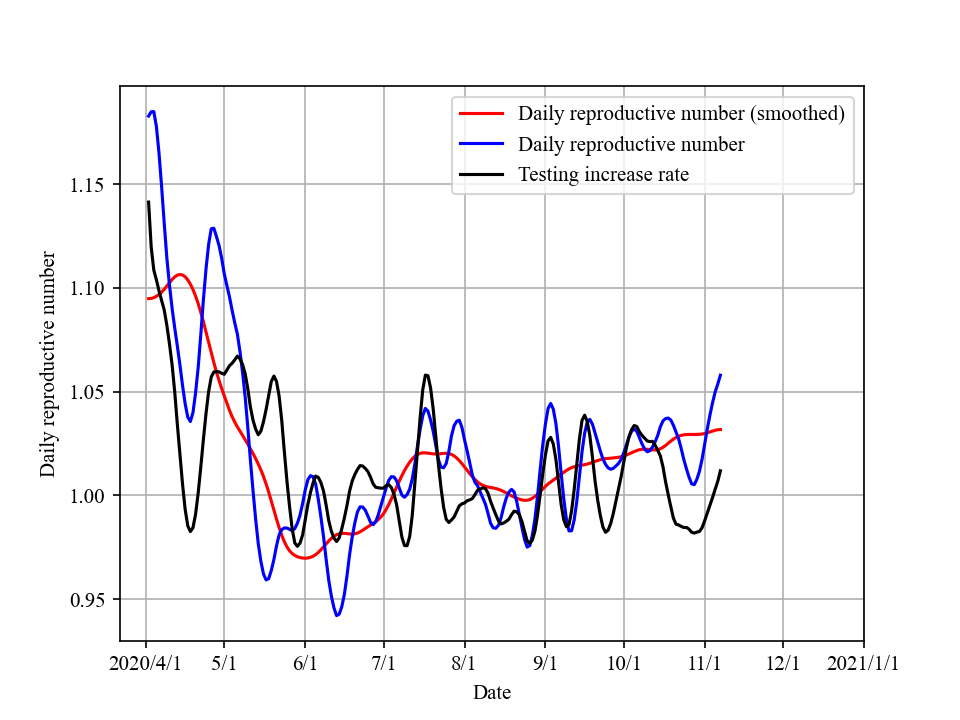 Daily reproductive number (smoothed)
Daily reproductive number
Testing increase rate
Daily reproductive number
1.15
1.10
1.05
1.00
0.95
2020/4/1 5/1 6/1 7/1 8/1 9/1 10/1 11/1 12/1 2021/1/1
Date